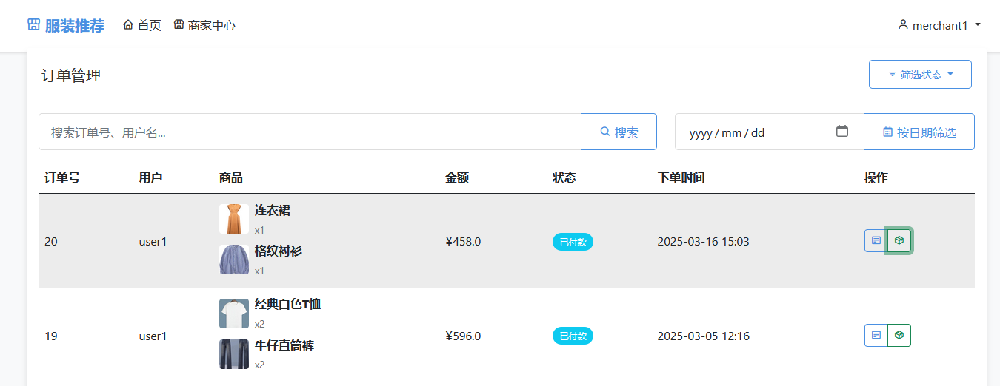 服装推荐 首页 商家中心 merchant1
订单管理 筛选状态
搜索订单号、用户名... 搜索 yyyy/mm/dd 按日期筛选
订单号 用户 商品 金额 状态 下单时间 操作
连衣裙
x1
20 user1 ¥458.0 已付款 2025-03-16 15:03
格纹衬衫
x1
经典白色T恤
x2
19 user1 ¥596.0 已付款 2025-03-05 12:16
牛仔直筒裤
x2